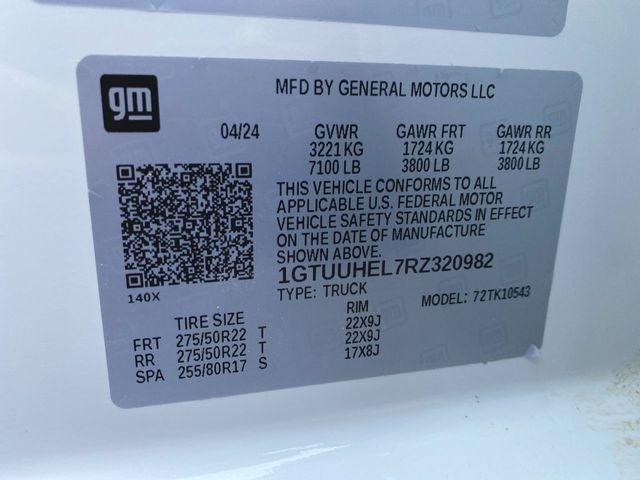 gm
MFD BY GENERAL MOTORS LLC
04/24 GVWR GAWR FRT GAWR RR
3221 KG 1724 KG 1724 KG
7100 LB 3800 LB 3800 LB
THIS VEHICLE CONFORMS TO ALL
APPLICABLE U.S. FEDERAL MOTOR
VEHICLE SAFETY STANDARDS IN EFFECT
ON THE DATE OF MANUFACTURE
SHOWN ABOVE.
1GTUUHEL7RZ320982
140X
TYPE: TRUCK MODEL: 72TK10543
TIRE SIZE RIM
FRT 275/50R22 T 22X9J
RR 275/50R22 T 22X9J
SPA 255/80R17 S 17X8J